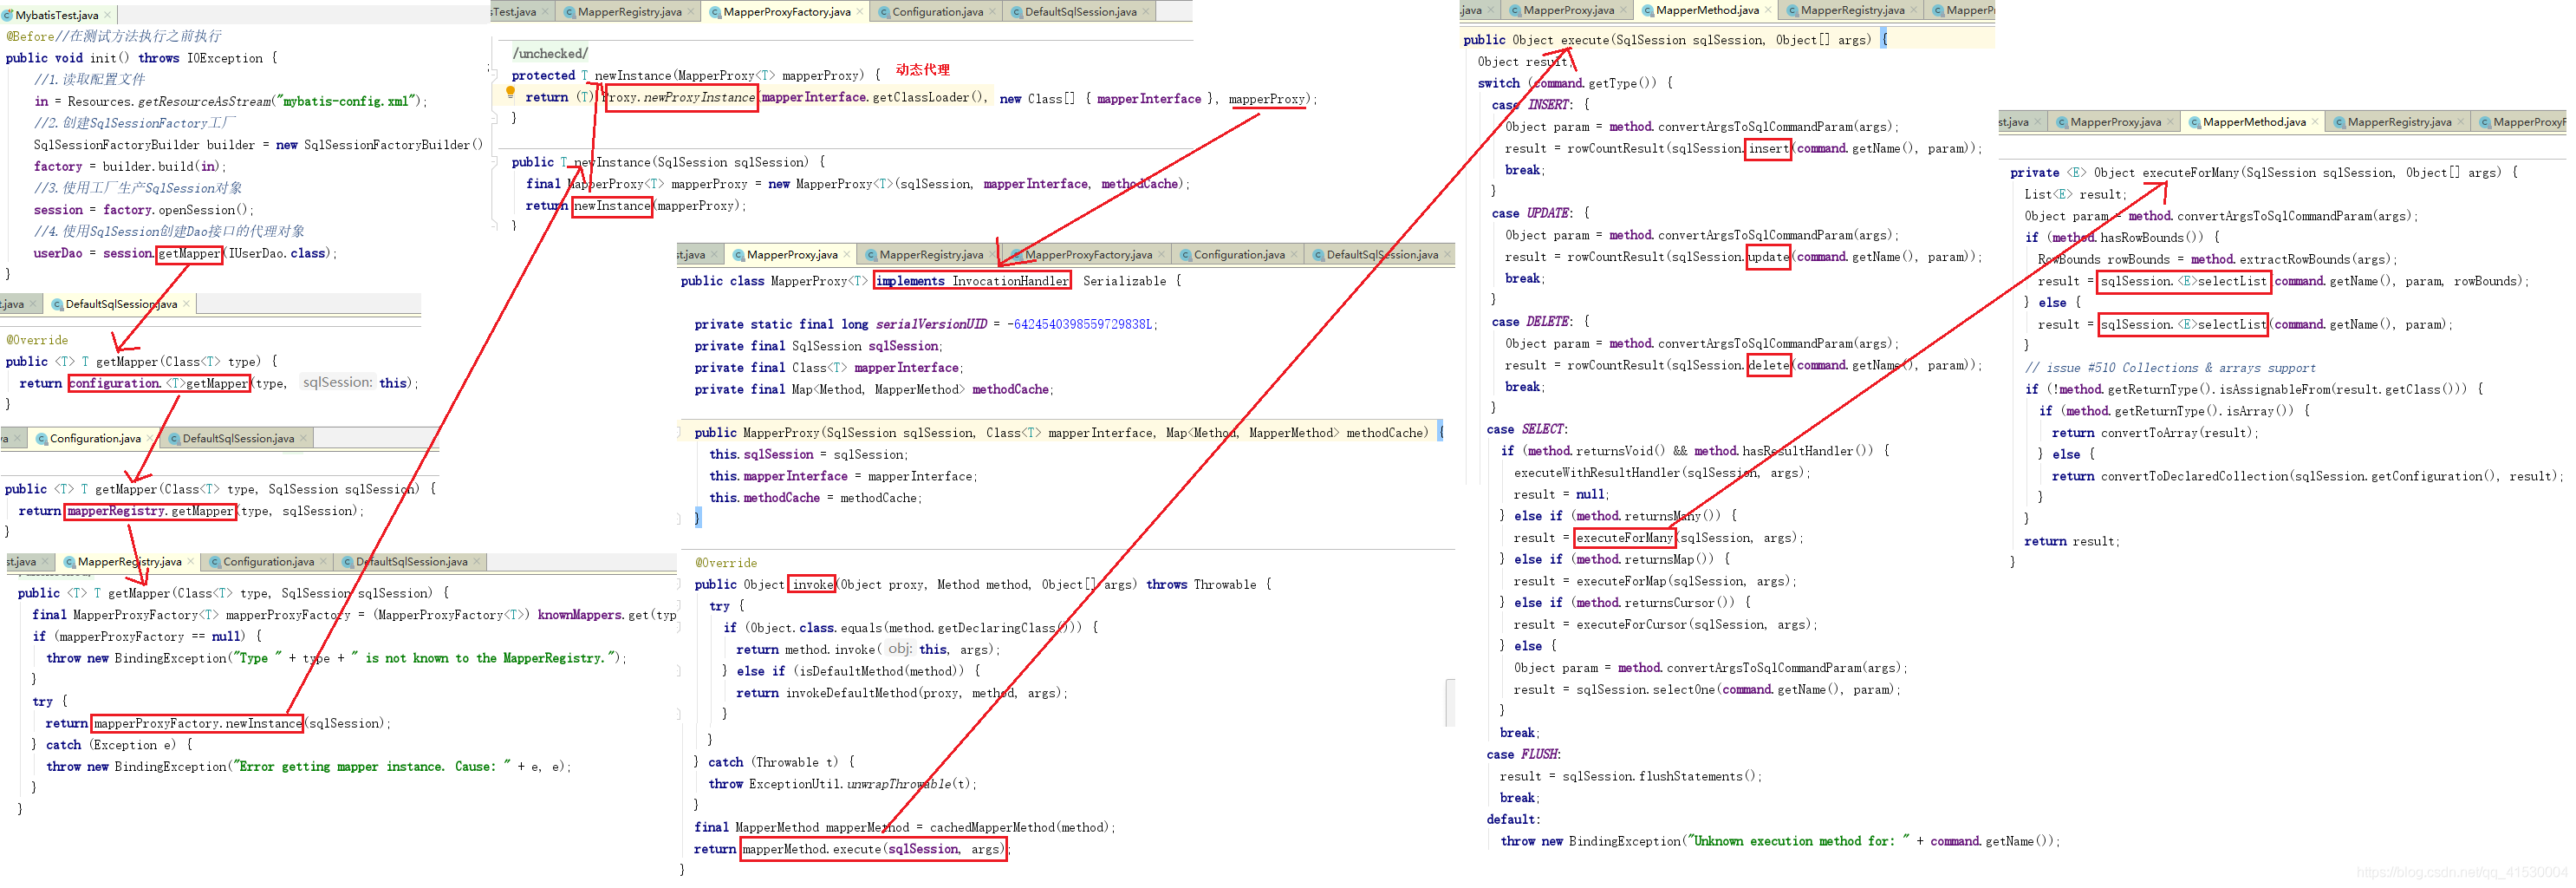 MybatisTest.java
@Before//在测试方法执行之前执行
public void init() throws IOException {
//1.读取配置文件
in = Resources.getResourceAsStream("mybatis-config.xml");
//2.创建SqlSessionFactory工厂
SqlSessionFactoryBuilder builder = new SqlSessionFactoryBuilder()
factory = builder.build(in);
//3.使用工厂生产SqlSession对象
session = factory.openSession();
//4.使用SqlSession创建Dao接口的代理对象
userDao = session.getMapper(IUserDao.class);
}
t.java DefaultSqlSession.java
@Override
public <T> T getMapper(Class<T> type) {
return configuration.<T>getMapper(type, sqlSession: this);
}
va Configuration.java DefaultSqlSession.java
public <T> T getMapper(Class<T> type, SqlSession sqlSession) {
return mapperRegistry.getMapper(type, sqlSession);
}
st.java MapperRegistry.java Configuration.java DefaultSqlSession.java
public <T> T getMapper(Class<T> type, SqlSession sqlSession) {
final MapperProxyFactory<T> mapperProxyFactory = (MapperProxyFactory<T>) knownMappers.get(typ
if (mapperProxyFactory == null) {
throw new BindingException("Type " + type + " is not known to the MapperRegistry.");
}
try {
return mapperProxyFactory.newInstance(sqlSession);
} catch (Exception e) {
throw new BindingException("Error getting mapper instance. Cause: " + e, e);
}
}
sTest.java MapperRegistry.java MapperProxyFactory.java Configuration.java DefaultSqlSession.java
/unchecked/
protected T newInstance(MapperProxy<T> mapperProxy) { 动态代理
return (T) Proxy.newProxyInstance(mapperInterface.getClassLoader(), new Class[] { mapperInterface }, mapperProxy);
}
public T newInstance(SqlSession sqlSession) {
final MapperProxy<T> mapperProxy = new MapperProxy<T>(sqlSession, mapperInterface, methodCache);
return newInstance(mapperProxy);
}
st.java MapperProxy.java MapperRegistry.java MapperProxyFactory.java Configuration.java DefaultSqlSession.java
public class MapperProxy<T> implements InvocationHandler Serializable {
private static final long serialVersionUID = -6424540398559729838L;
private final SqlSession sqlSession;
private final Class<T> mapperInterface;
private final Map<Method, MapperMethod> methodCache;
public MapperProxy(SqlSession sqlSession, Class<T> mapperInterface, Map<Method, MapperMethod> methodCache) {
this.sqlSession = sqlSession;
this.mapperInterface = mapperInterface;
this.methodCache = methodCache;
}
@Override
public Object invoke(Object proxy, Method method, Object[] args) throws Throwable {
try {
if (Object.class.equals(method.getDeclaringClass())) {
return method.invoke( obj: this, args);
} else if (isDefaultMethod(method)) {
return invokeDefaultMethod(proxy, method, args);
}
}
} catch (Throwable t) {
throw ExceptionUtil.unwrapThrowable(t);
}
final MapperMethod mapperMethod = cachedMapperMethod(method);
return mapperMethod.execute(sqlSession, args);
}
.java MapperProxy.java MapperMethod.java MapperRegistry.java MapperP
public Object execute(SqlSession sqlSession, Object[] args) {
Object result;
switch (command.getType()) {
case INSERT: {
Object param = method.convertArgsToSqlCommandParam(args);
result = rowCountResult(sqlSession.insert(command.getName(), param));
break;
}
case UPDATE: {
Object param = method.convertArgsToSqlCommandParam(args);
result = rowCountResult(sqlSession.update(command.getName(), param));
break;
}
case DELETE: {
Object param = method.convertArgsToSqlCommandParam(args);
result = rowCountResult(sqlSession.delete(command.getName(), param));
break;
}
case SELECT:
if (method.returnsVoid() && method.hasResultHandler()) {
executeWithResultHandler(sqlSession, args);
result = null;
} else if (method.returnsMany()) {
result = executeForMany(sqlSession, args);
} else if (method.returnsMap()) {
result = executeForMap(sqlSession, args);
} else if (method.returnsCursor()) {
result = executeForCursor(sqlSession, args);
} else {
Object param = method.convertArgsToSqlCommandParam(args);
result = sqlSession.selectOne(command.getName(), param);
}
break;
case FLUSH:
result = sqlSession.flushStatements();
break;
default:
throw new BindingException("Unknown execution method for: " + command.getName());
st.java MapperProxy.java MapperMethod.java MapperRegistry.java MapperProxyF
private <E> Object executeForMany(SqlSession sqlSession, Object[] args) {
List<E> result;
Object param = method.convertArgsToSqlCommandParam(args);
if (method.hasRowBounds()) {
RowBounds rowBounds = method.extractRowBounds(args);
result = sqlSession.<E>selectList(command.getName(), param, rowBounds);
} else {
result = sqlSession.<E>selectList(command.getName(), param);
}
// issue #510 Collections & arrays support
if (!method.getReturnType().isAssignableFrom(result.getClass())) {
if (method.getReturnType().isArray()) {
return convertToArray(result);
} else {
return convertToDeclaredCollection(sqlSession.getConfiguration(), result);
}
}
return result;
}
https://blog.csdn.net/qq_41530004